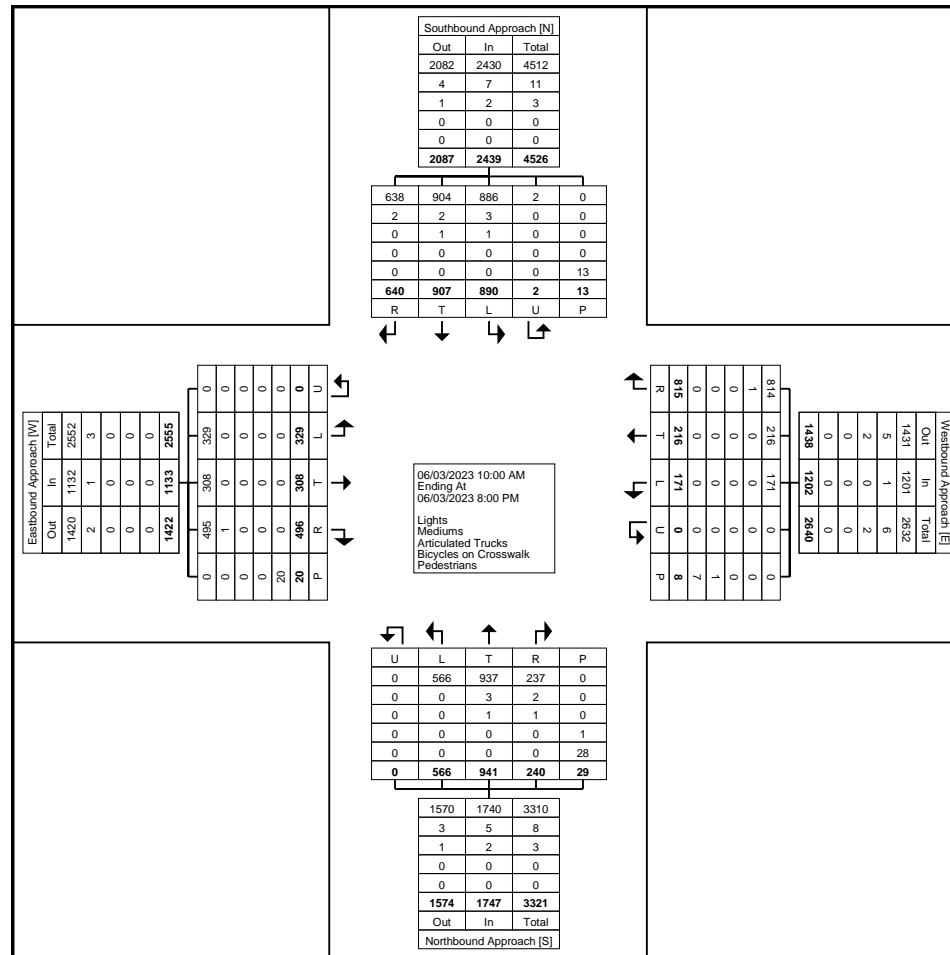 Southbound Approach [N]
Out In Total
2082 2430 4512
4 7 11
1 2 3
0 0 0
0 0 0
2087 2439 4526
638 904 886 2 0
2 2 3 0 0
0 1 1 0 0
0 0 0 0 0
0 0 0 0 13
640 907 890 2 13
R T L U P
Eastbound Approach [W]
Total In Out
2552 1132 1420
3 1 2
0 0 0
0 0 0
0 0 0
2555 1133 1422
0 329 308 495 0
0 0 0 1 0
0 0 0 0 0
0 0 0 0 0
0 0 0 0 20
0 329 308 496 20
U L T R P
06/03/2023 10:00 AM
Ending At
06/03/2023 8:00 PM
Lights
Mediums
Articulated Trucks
Bicycles on Crosswalk
Pedestrians
Westbound Approach [E]
Out In Total
1431 1201 2632
5 1 6
2 0 2
0 0 0
0 0 0
1438 1202 2640
814 216 171 0 0
1 0 0 0 0
0 0 0 0 0
0 0 0 0 1
0 0 0 0 7
815 216 171 0 8
R T L U P
U L T R P
0 566 937 237 0
0 0 3 2 0
0 0 1 1 0
0 0 0 0 1
0 0 0 0 28
0 566 941 240 29
1570 1740 3310
3 5 8
1 2 3
0 0 0
0 0 0
1574 1747 3321
Out In Total
Northbound Approach [S]